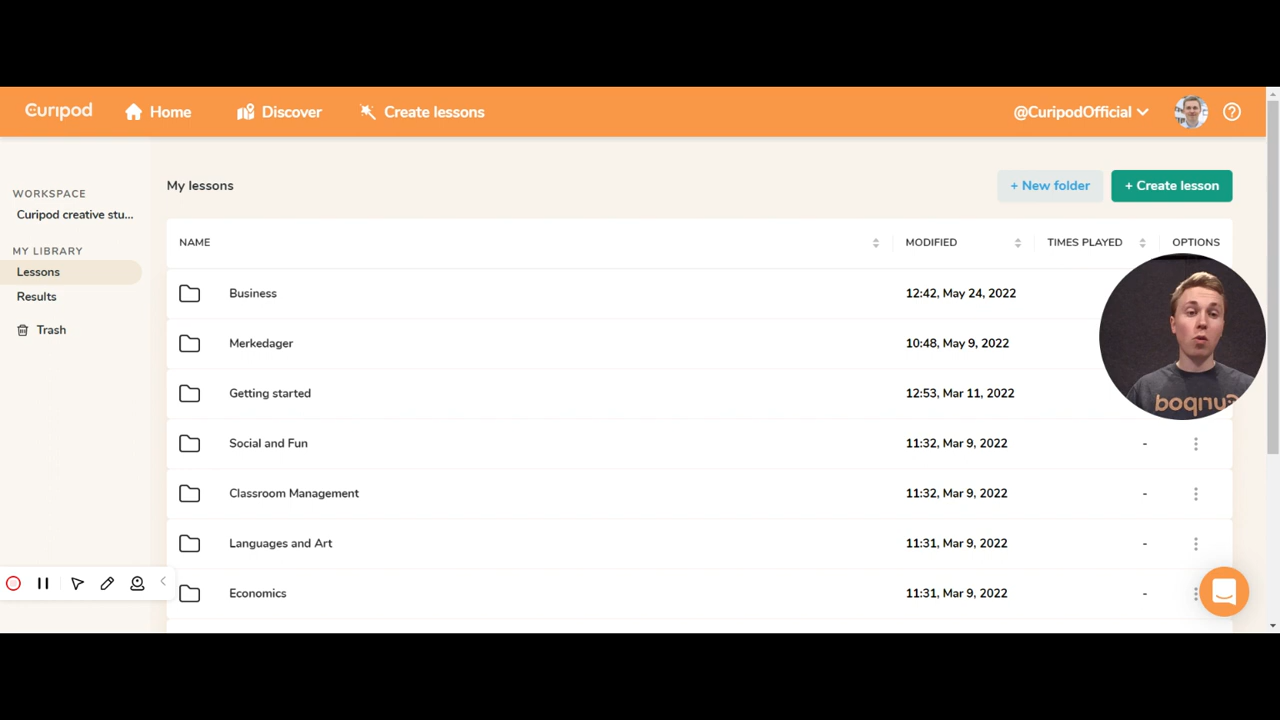 Curipod
Home
Discover
Create lessons
@CuripodOfficial
WORKSPACE
Curipod creative stu...
MY LIBRARY
Lessons
Results
Trash
My lessons
+ New folder
+ Create lesson
NAME
MODIFIED
TIMES PLAYED
OPTIONS
Business
12:42, May 24, 2022
Merkedager
10:48, May 9, 2022
Getting started
12:53, Mar 11, 2022
Social and Fun
11:32, Mar 9, 2022
-
Classroom Management
11:32, Mar 9, 2022
-
Languages and Art
11:31, Mar 9, 2022
-
Economics
11:31, Mar 9, 2022
-
Curipod